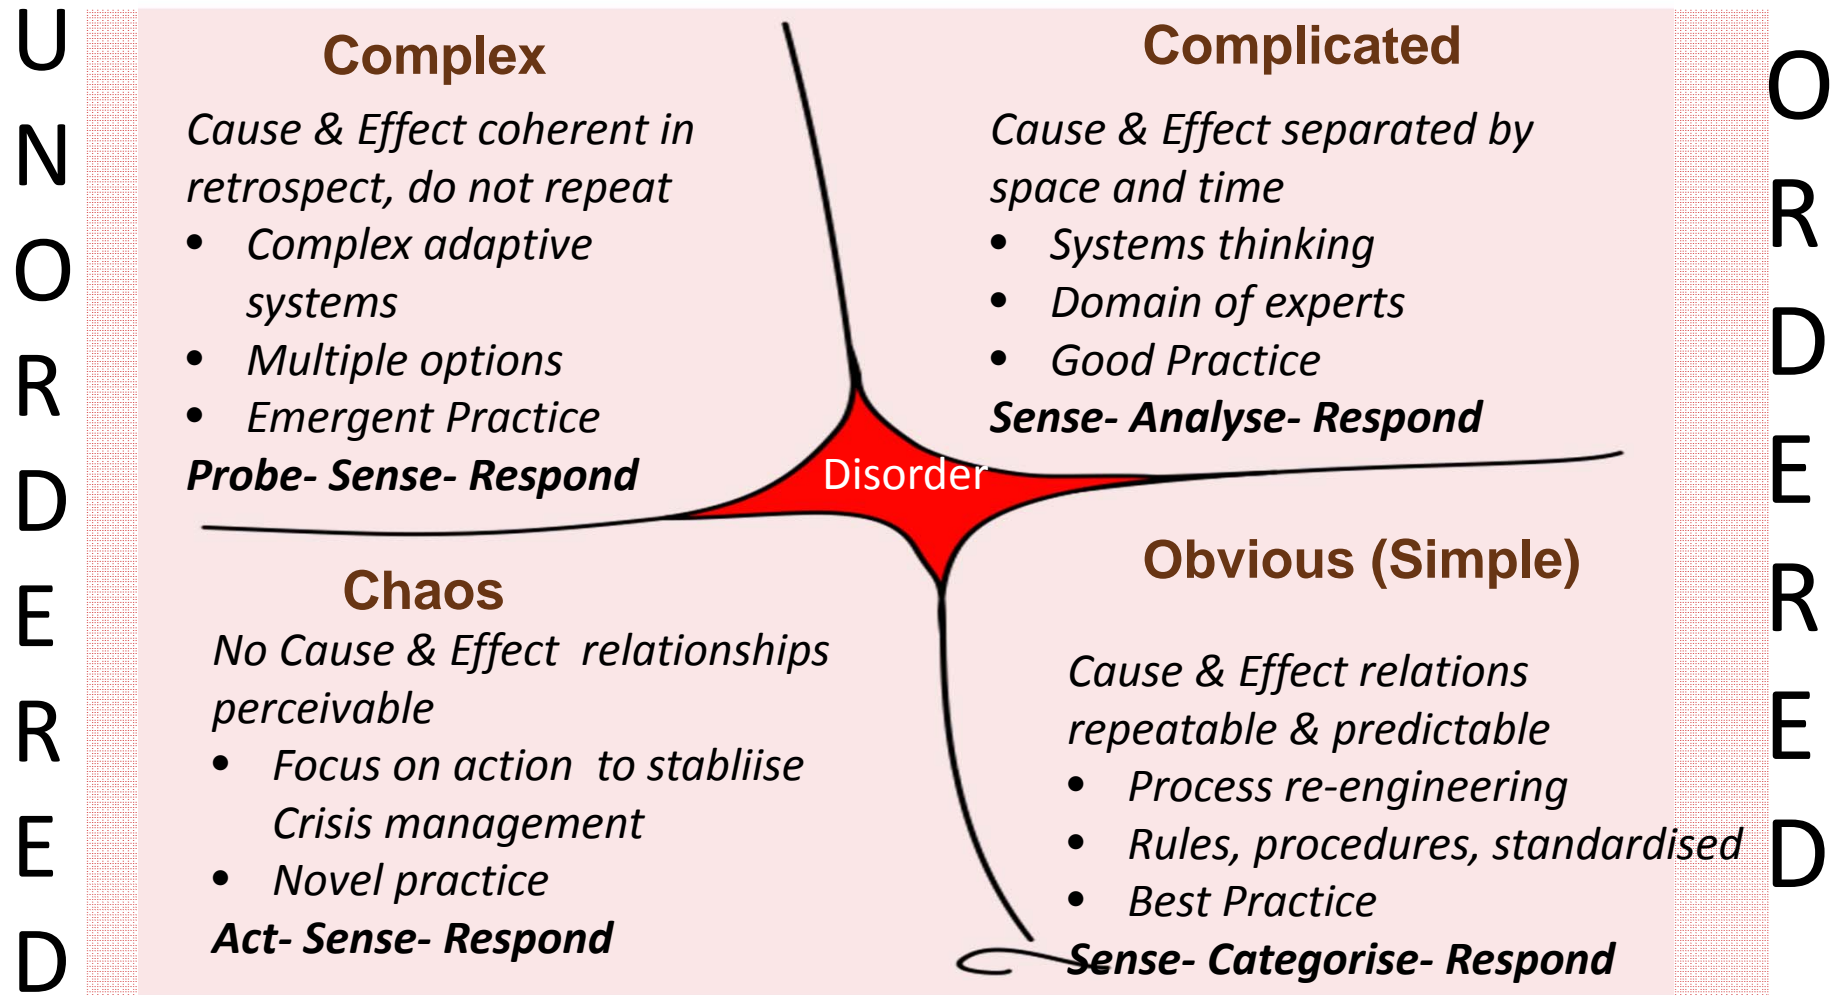 UNORDERED
Complex
Cause & Effect coherent in
retrospect, do not repeat
• Complex adaptive
systems
• Multiple options
• Emergent Practice
Probe- Sense- Respond
Complicated
Cause & Effect separated by
space and time
• Systems thinking
• Domain of experts
• Good Practice
Sense- Analyse- Respond
Disorder
Chaos
No Cause & Effect relationships
perceivable
• Focus on action to stabliise
Crisis management
• Novel practice
Act- Sense- Respond
Obvious (Simple)
Cause & Effect relations
repeatable & predictable
• Process re-engineering
• Rules, procedures, standardised
• Best Practice
Sense- Categorise- Respond
ORDERED